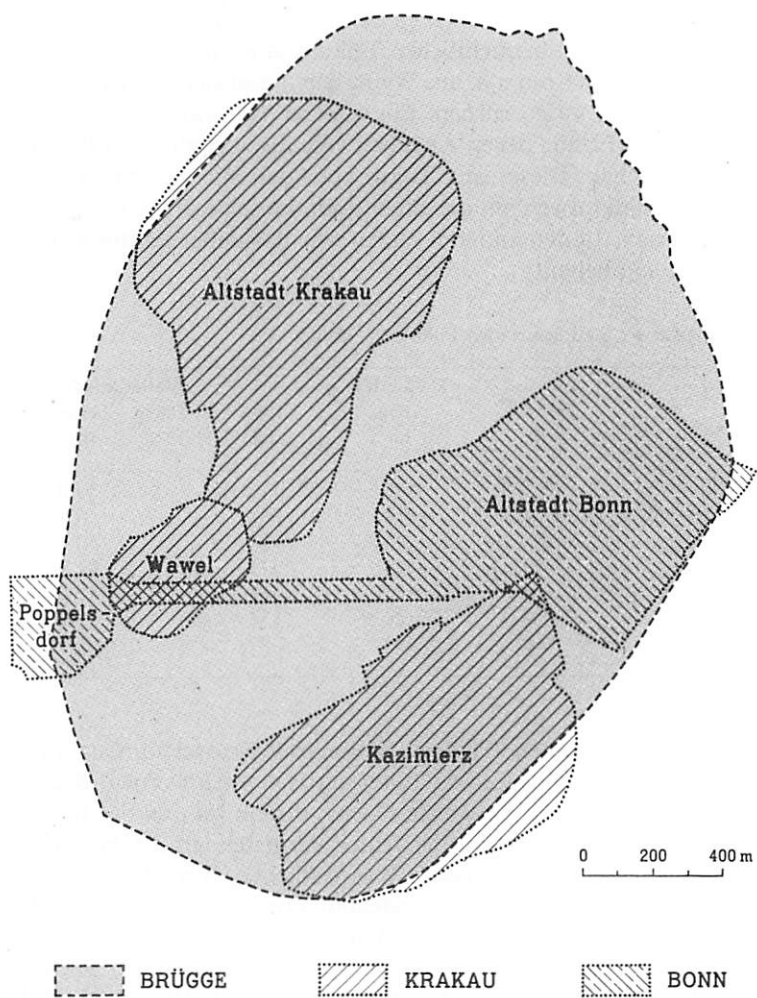 Altstadt Krakau
Altstadt Bonn
Wawel
Poppels-
dorf
Kazimierz
0 200 400 m
BRÜGGE KRAKAU BONN